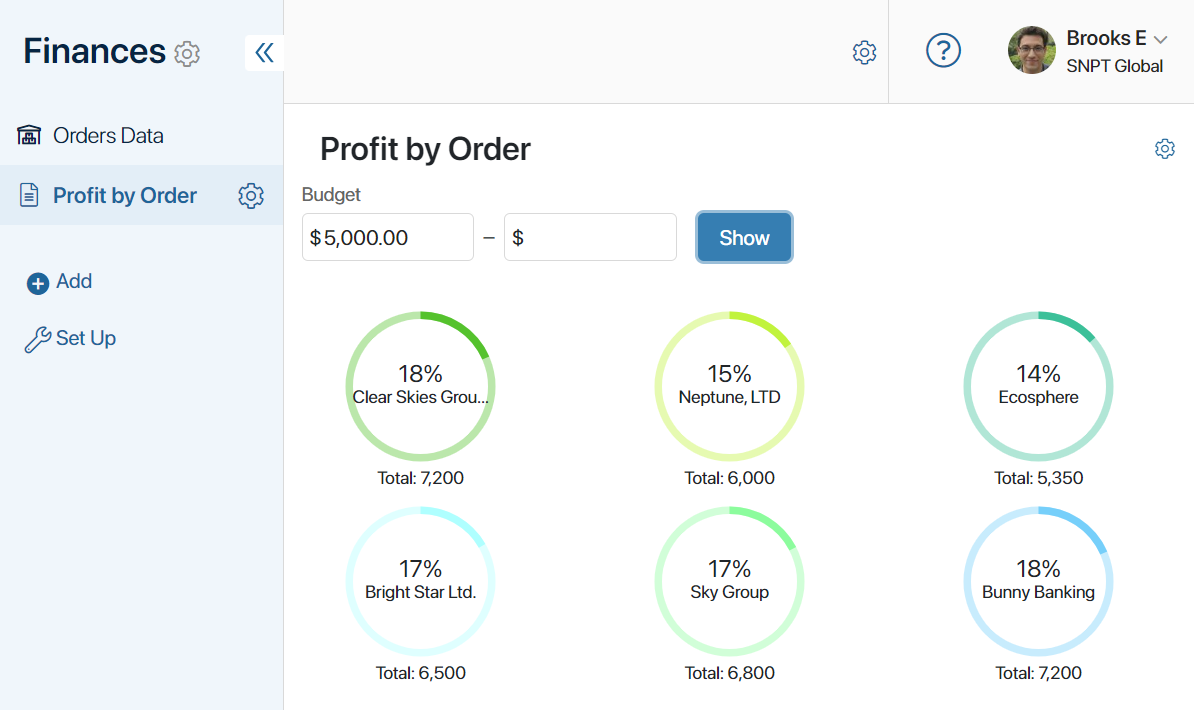 Finances
Brooks E
SNPT Global
Orders Data
Profit by Order
Add
Set Up
Profit by Order
Budget
$5,000.00 – $ Show
18%
Clear Skies Grou...
Total: 7,200
15%
Neptune, LTD
Total: 6,000
14%
Ecosphere
Total: 5,350
17%
Bright Star Ltd.
Total: 6,500
17%
Sky Group
Total: 6,800
18%
Bunny Banking
Total: 7,200